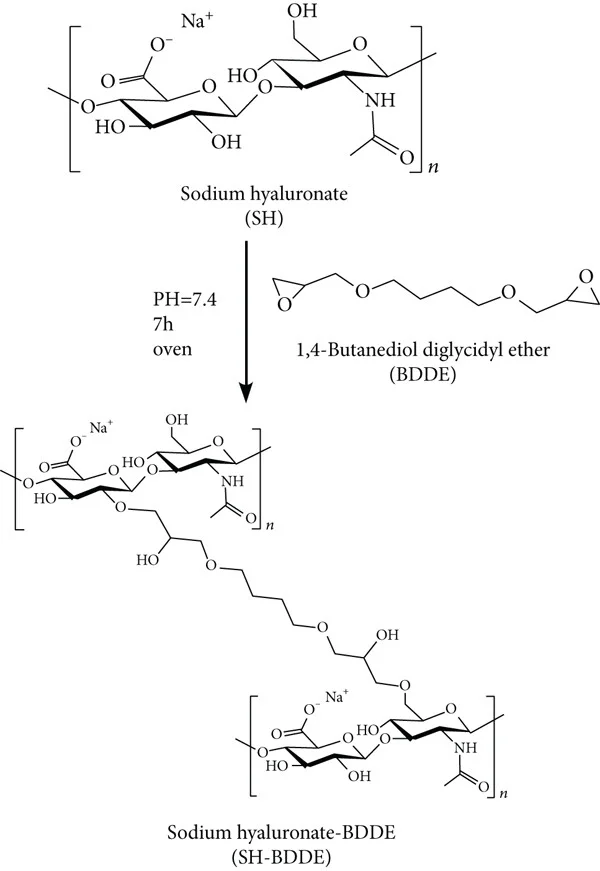 OH
Na⁺
O⁻
O
O
O
HO
O
O
NH
HO
OH
O
n
Sodium hyaluronate
(SH)
PH=7.4
7h
oven
O
O
O
O
1,4-Butanediol diglycidyl ether
(BDDE)
OH
Na⁺
O⁻
O
O
O
HO
O
O
NH
HO
O
O
n
HO
O
O
OH
O
Na⁺
O⁻
O
O
O
HO
O
O
NH
HO
OH
O
n
Sodium hyaluronate-BDDE
(SH-BDDE)